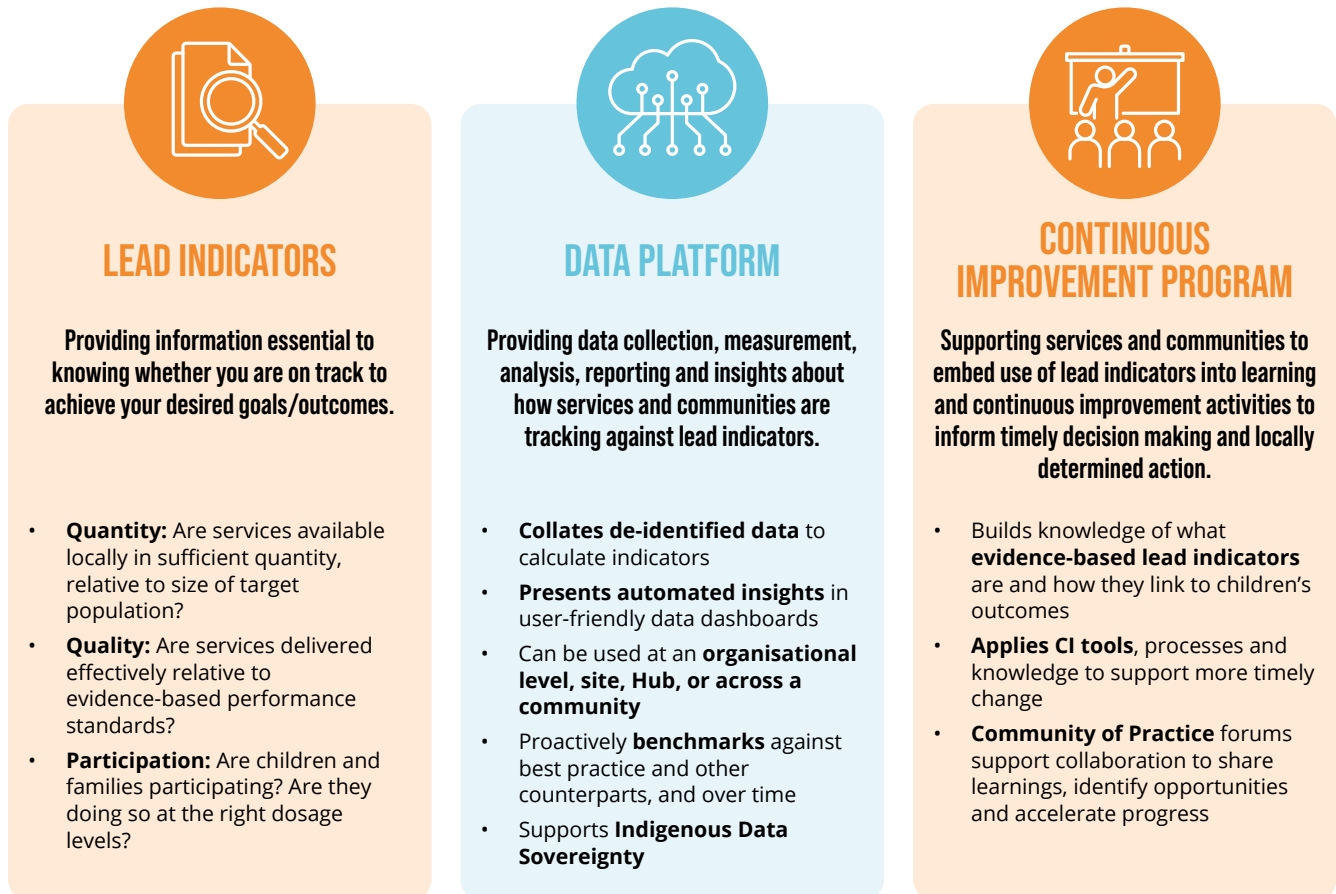 LEAD INDICATORS
Providing information essential to
knowing whether you are on track to
achieve your desired goals/outcomes.
• Quantity: Are services available
locally in sufficient quantity,
relative to size of target
population?
• Quality: Are services delivered
effectively relative to
evidence-based performance
standards?
• Participation: Are children and
families participating? Are they
doing so at the right dosage
levels?
DATA PLATFORM
Providing data collection, measurement,
analysis, reporting and insights about
how services and communities are
tracking against lead indicators.
• Collates de-identified data to
calculate indicators
• Presents automated insights in
user-friendly data dashboards
• Can be used at an organisational
level, site, Hub, or across a
community
• Proactively benchmarks against
best practice and other
counterparts, and over time
• Supports Indigenous Data
Sovereignty
CONTINUOUS
IMPROVEMENT PROGRAM
Supporting services and communities to
embed use of lead indicators into learning
and continuous improvement activities to
inform timely decision making and locally
determined action.
• Builds knowledge of what
evidence-based lead indicators
are and how they link to children’s
outcomes
• Applies CI tools, processes and
knowledge to support more timely
change
• Community of Practice forums
support collaboration to share
learnings, identify opportunities
and accelerate progress